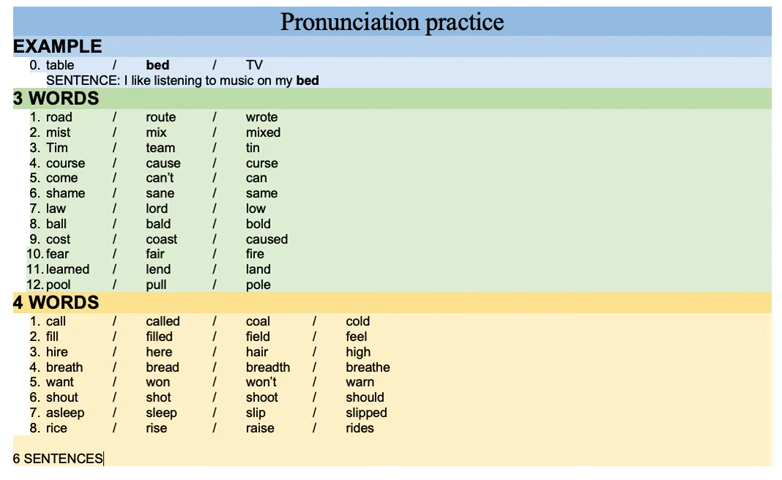 Pronunciation practice
EXAMPLE
0. table / bed / TV
SENTENCE: I like listening to music on my bed
3 WORDS
1. road / route / wrote
2. mist / mix / mixed
3. Tim / team / tin
4. course / cause / curse
5. come / can't / can
6. shame / sane / same
7. law / lord / low
8. ball / bald / bold
9. cost / coast / caused
10. fear / fair / fire
11. learned / lend / land
12. pool / pull / pole
4 WORDS
1. call / called / coal / cold
2. fill / filled / field / feel
3. hire / here / hair / high
4. breath / bread / breadth / breathe
5. want / won / won't / warn
6. shout / shot / shoot / should
7. asleep / sleep / slip / slipped
8. rice / rise / raise / rides
6 SENTENCES